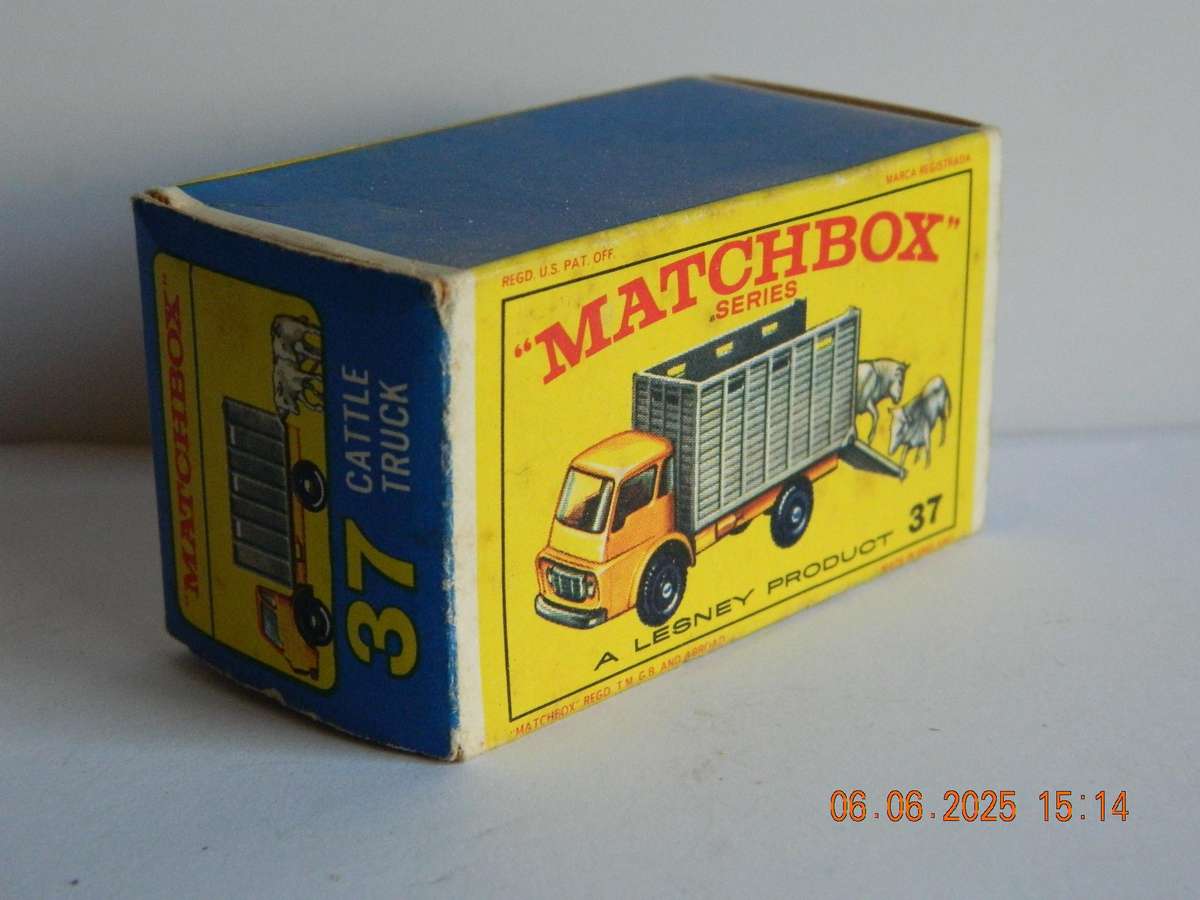 "MATCHBOX"
CATTLE
TRUCK
37
REGD. U.S. PAT. OFF.
MARCA REGISTRADA
"MATCHBOX"
SERIES
A LESNEY PRODUCT 37
"MATCHBOX" REGD. T.M. G.B. AND ABROAD
06.06.2025 15:14